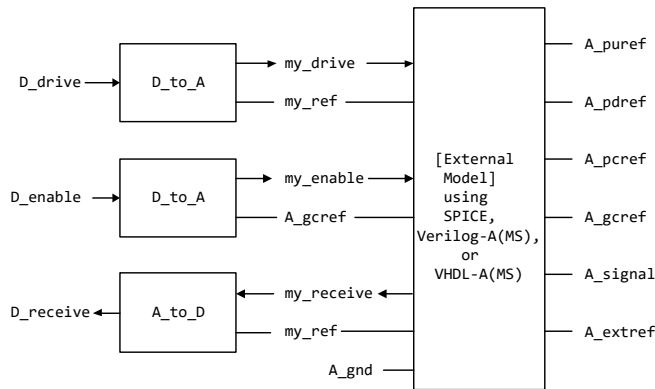 D_drive
D_to_A
my_drive
my_ref
D_enable
D_to_A
my_enable
A_gcref
D_receive
A_to_D
my_receive
my_ref
A_gnd
[External
Model]
using
SPICE,
Verilog-A(MS),
or
VHDL-A(MS)
A_puref
A_pdref
A_pcref
A_gcref
A_signal
A_extref